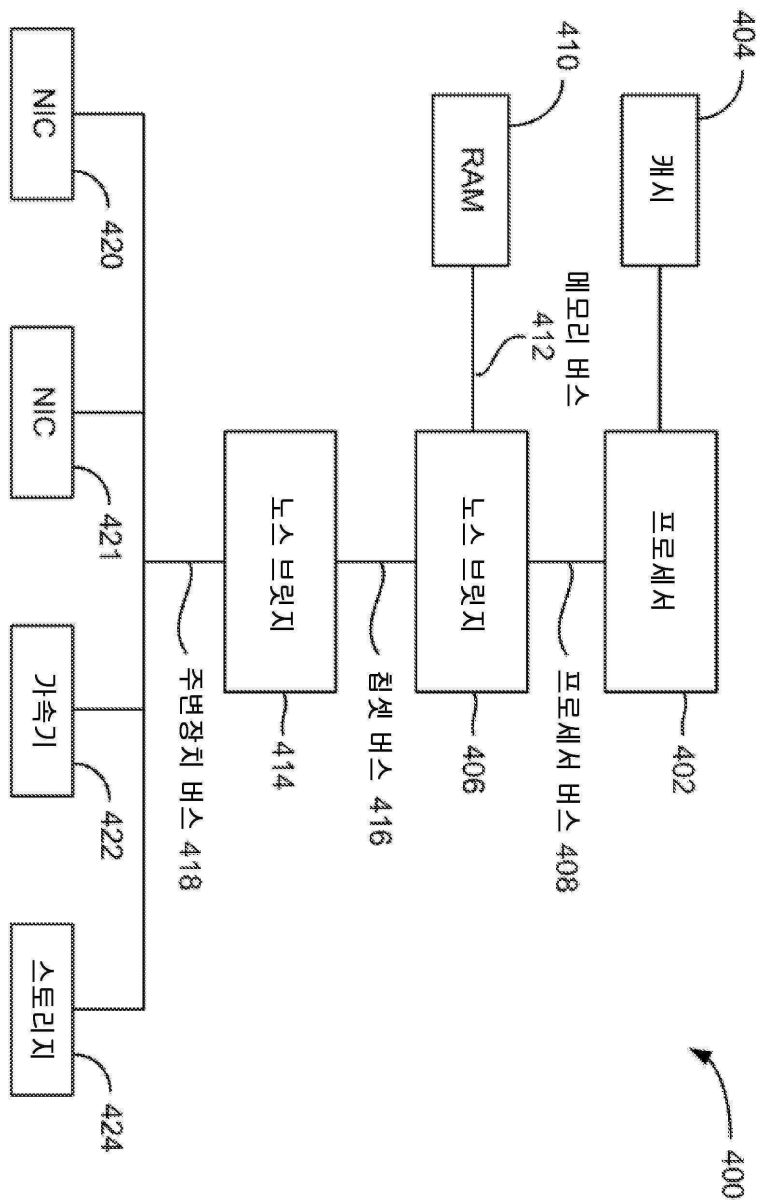 400
404
캐시
프로세서
402
프로세서 버스 408
410
RAM
메모리 버스
412
노스 브릿지
406
칩셋 버스 416
노스 브릿지
414
주변장치 버스 418
420
421
422
424
NIC
NIC
가속기
스토리지